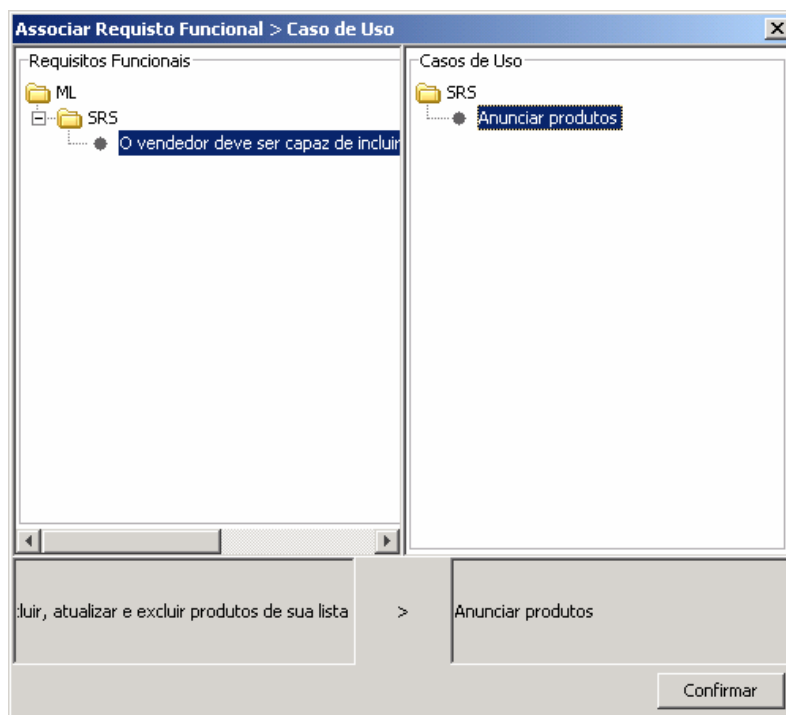 Associar Requisto Funcional > Caso de Uso
Requisitos Funcionais
ML
SRS
O vendedor deve ser capaz de incluir
Casos de Uso
SRS
Anunciar produtos
luir, atualizar e excluir produtos de sua lista
>
Anunciar produtos
Confirmar